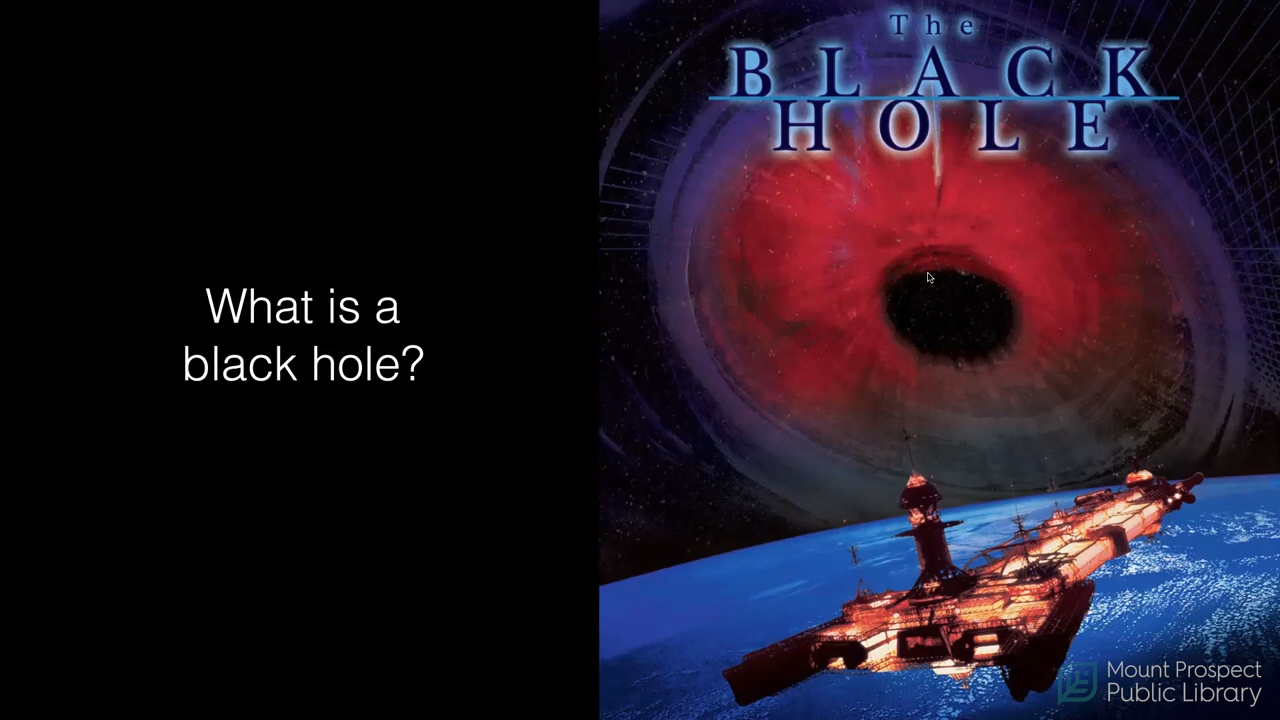 What is a
black hole?
The
BLACK
HOLE
Mount Prospect
Public Library